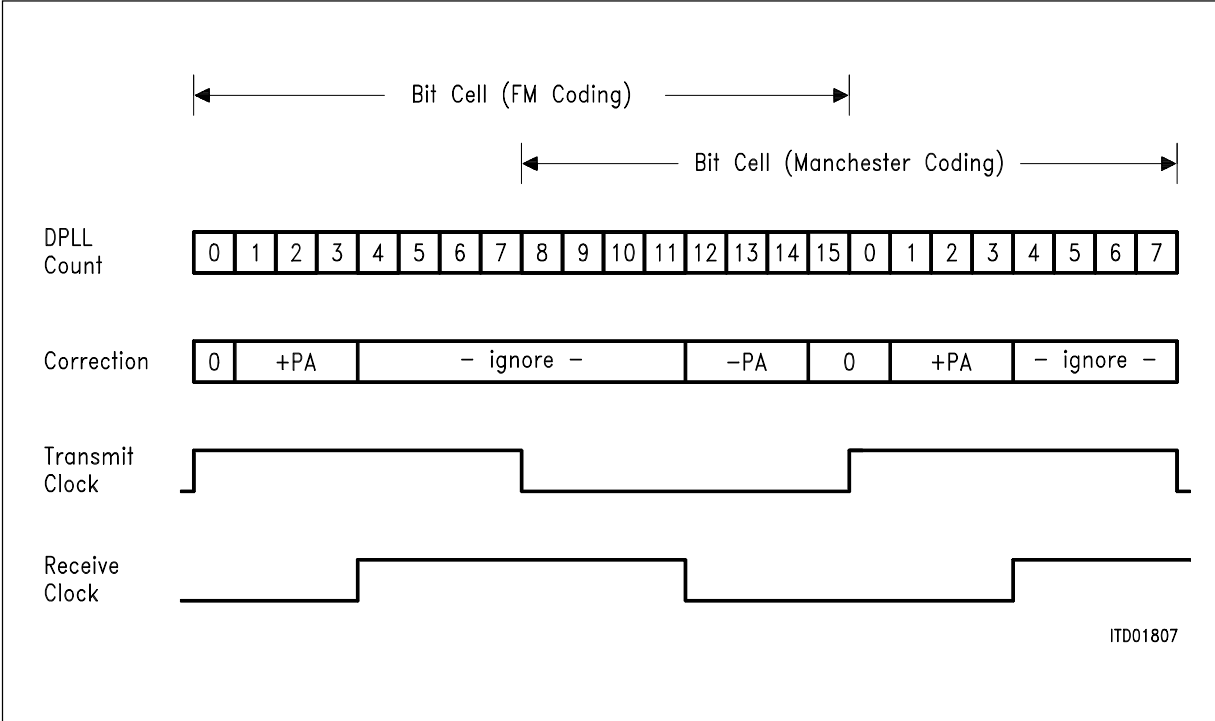 Bit Cell (FM Coding)
Bit Cell (Manchester Coding)
DPLL
Count
0 1 2 3 4 5 6 7 8 9 10 11 12 13 14 15 0 1 2 3 4 5 6 7
Correction
0 +PA - ignore - -PA 0 +PA - ignore -
Transmit
Clock
Receive
Clock
ITD01807